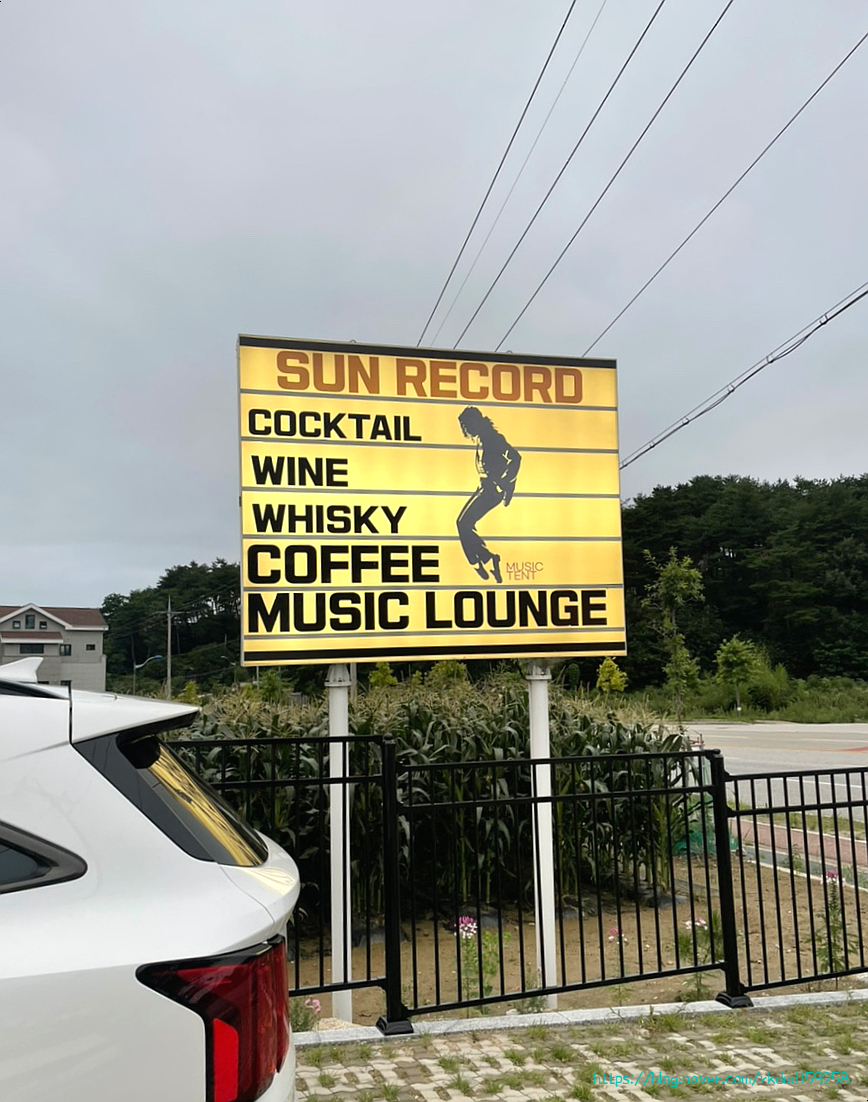 SUN RECORD
COCKTAIL
WINE
WHISKY
COFFEE
MUSIC
TENT
MUSIC LOUNGE